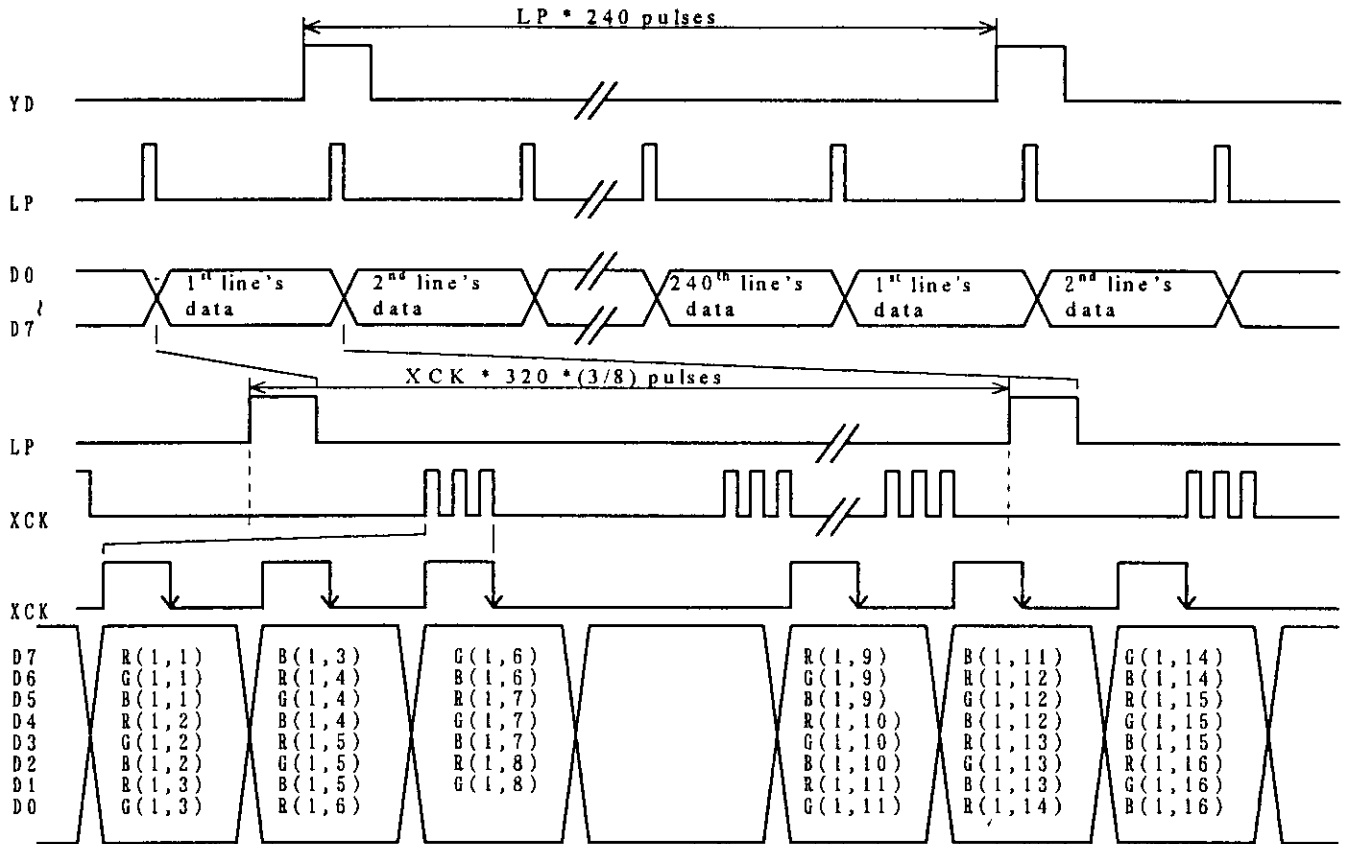 LP * 240 pulses
YD
LP
D0
~
D7
1st line's data
2nd line's data
240th line's data
1st line's data
2nd line's data
XCK * 320 *(3/8) pulses
LP
XCK
XCK
D7 R(1,1) B(1,3) G(1,6) R(1,9) B(1,11) G(1,14)
D6 G(1,1) R(1,4) B(1,6) G(1,9) R(1,12) B(1,14)
D5 B(1,1) G(1,4) R(1,7) B(1,9) G(1,12) R(1,15)
D4 R(1,2) B(1,4) G(1,7) R(1,10) B(1,12) G(1,15)
D3 G(1,2) R(1,5) B(1,7) G(1,10) R(1,13) B(1,15)
D2 B(1,2) G(1,5) R(1,8) B(1,10) G(1,13) R(1,16)
D1 R(1,3) B(1,5) G(1,8) R(1,11) B(1,13) G(1,16)
D0 G(1,3) R(1,6) G(1,11) R(1,14) B(1,16)